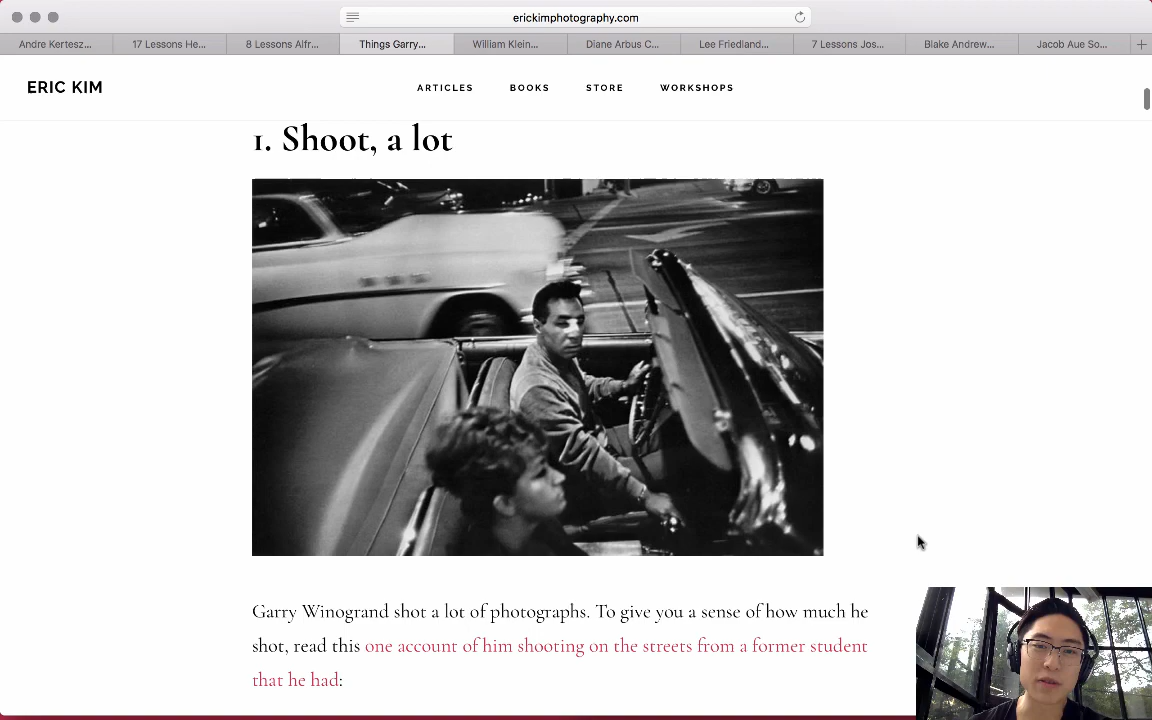 erickimphotography.com
Andre Kertesz... 17 Lessons He... 8 Lessons Alfr... Things Garry... William Klein... Diane Arbus C... Lee Friedland... 7 Lessons Jos... Blake Andrew... Jacob Aue So...
ERIC KIM ARTICLES BOOKS STORE WORKSHOPS
1. Shoot, a lot
Garry Winogrand shot a lot of photographs. To give you a sense of how much he
shot, read this one account of him shooting on the streets from a former student
that he had: